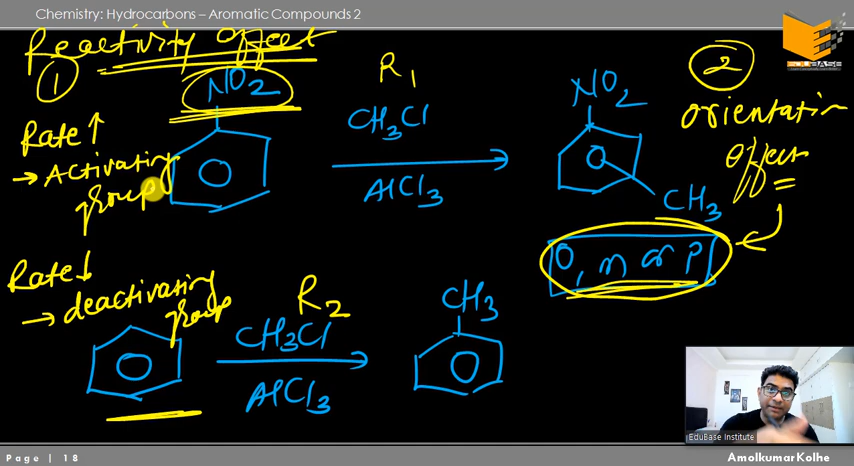 Chemistry: Hydrocarbons – Aromatic Compounds 2
EDUBASE
Reactivity effect
1
NO2
Rate ↑
→ Activating group
R1
CH3Cl
AlCl3
NO2
CH3
2
orientation effect
O, m or P
Rate ↓
→ deactivating group
R2
CH3Cl
AlCl3
CH3
EduBase Institute
Page | 18
AmolkumarKolhe